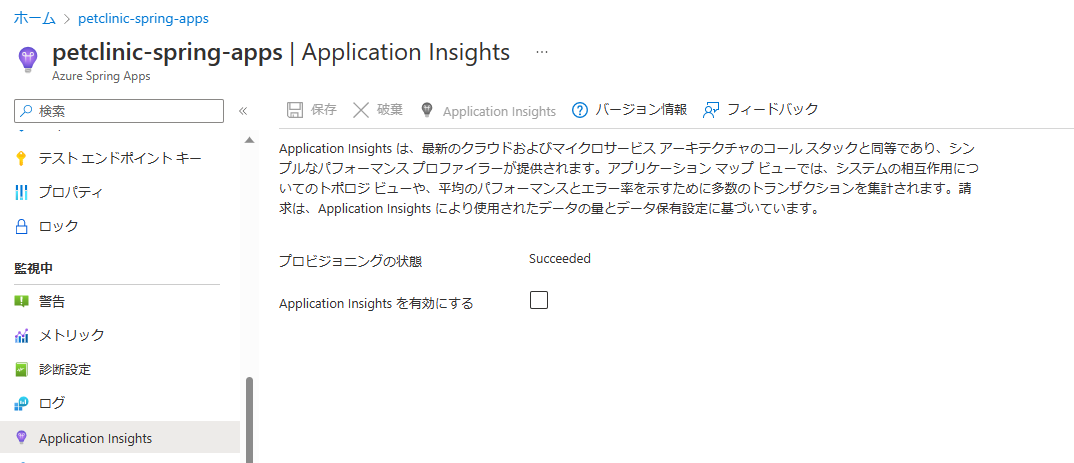 ホーム > petclinic-spring-apps
petclinic-spring-apps | Application Insights ...
Azure Spring Apps
検索 «
保存 破棄 Application Insights バージョン情報 フィードバック
テスト エンドポイント キー
プロパティ
ロック
監視中
警告
メトリック
診断設定
ログ
Application Insights
Application Insights は、最新のクラウドおよびマイクロサービス アーキテクチャのコール スタックと同等であり、シン
プルなパフォーマンス プロファイラーが提供されます。アプリケーション マップ ビューでは、システムの相互作用につ
いてのトポロジ ビューや、平均のパフォーマンスとエラー率を示すために多数のトランザクションを集計されます。請
求は、Application Insights により使用されたデータの量とデータ保有設定に基づいています。
プロビジョニングの状態 Succeeded
Application Insights を有効にする